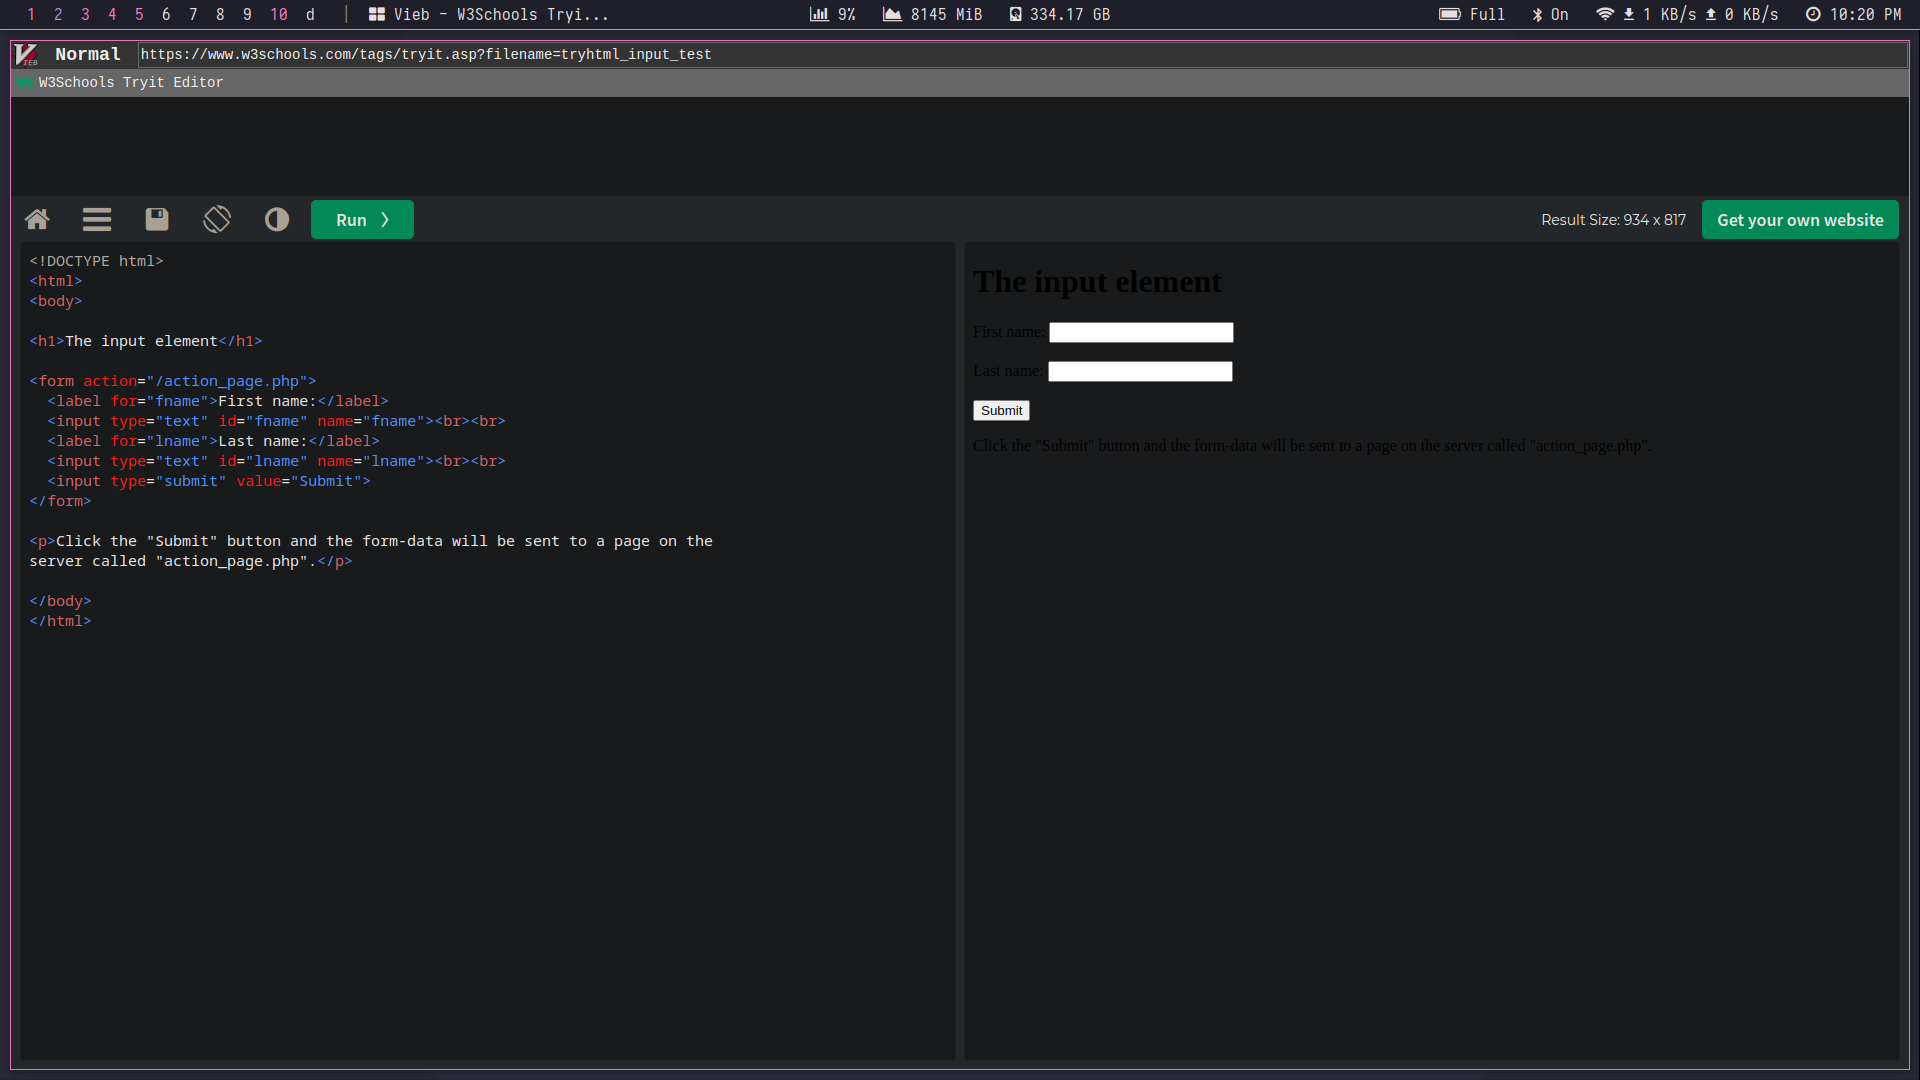 1 2 3 4 5 6 7 8 9 10 d | Vieb - W3Schools Tryi... 9% 8145 MiB 334.17 GB Full On 1 KB/s 0 KB/s 10:20 PM
VIEB Normal https://www.w3schools.com/tags/tryit.asp?filename=tryhtml_input_test
W3Schools Tryit Editor
Run ❯ Result Size: 934 x 817 Get your own website
<!DOCTYPE html>
<html>
<body>
<h1>The input element</h1>
<form action="/action_page.php">
<label for="fname">First name:</label>
<input type="text" id="fname" name="fname"><br><br>
<label for="lname">Last name:</label>
<input type="text" id="lname" name="lname"><br><br>
<input type="submit" value="Submit">
</form>
<p>Click the "Submit" button and the form-data will be sent to a page on the
server called "action_page.php".</p>
</body>
</html>
The input element
First name:
Last name:
Submit
Click the "Submit" button and the form-data will be sent to a page on the server called "action_page.php".